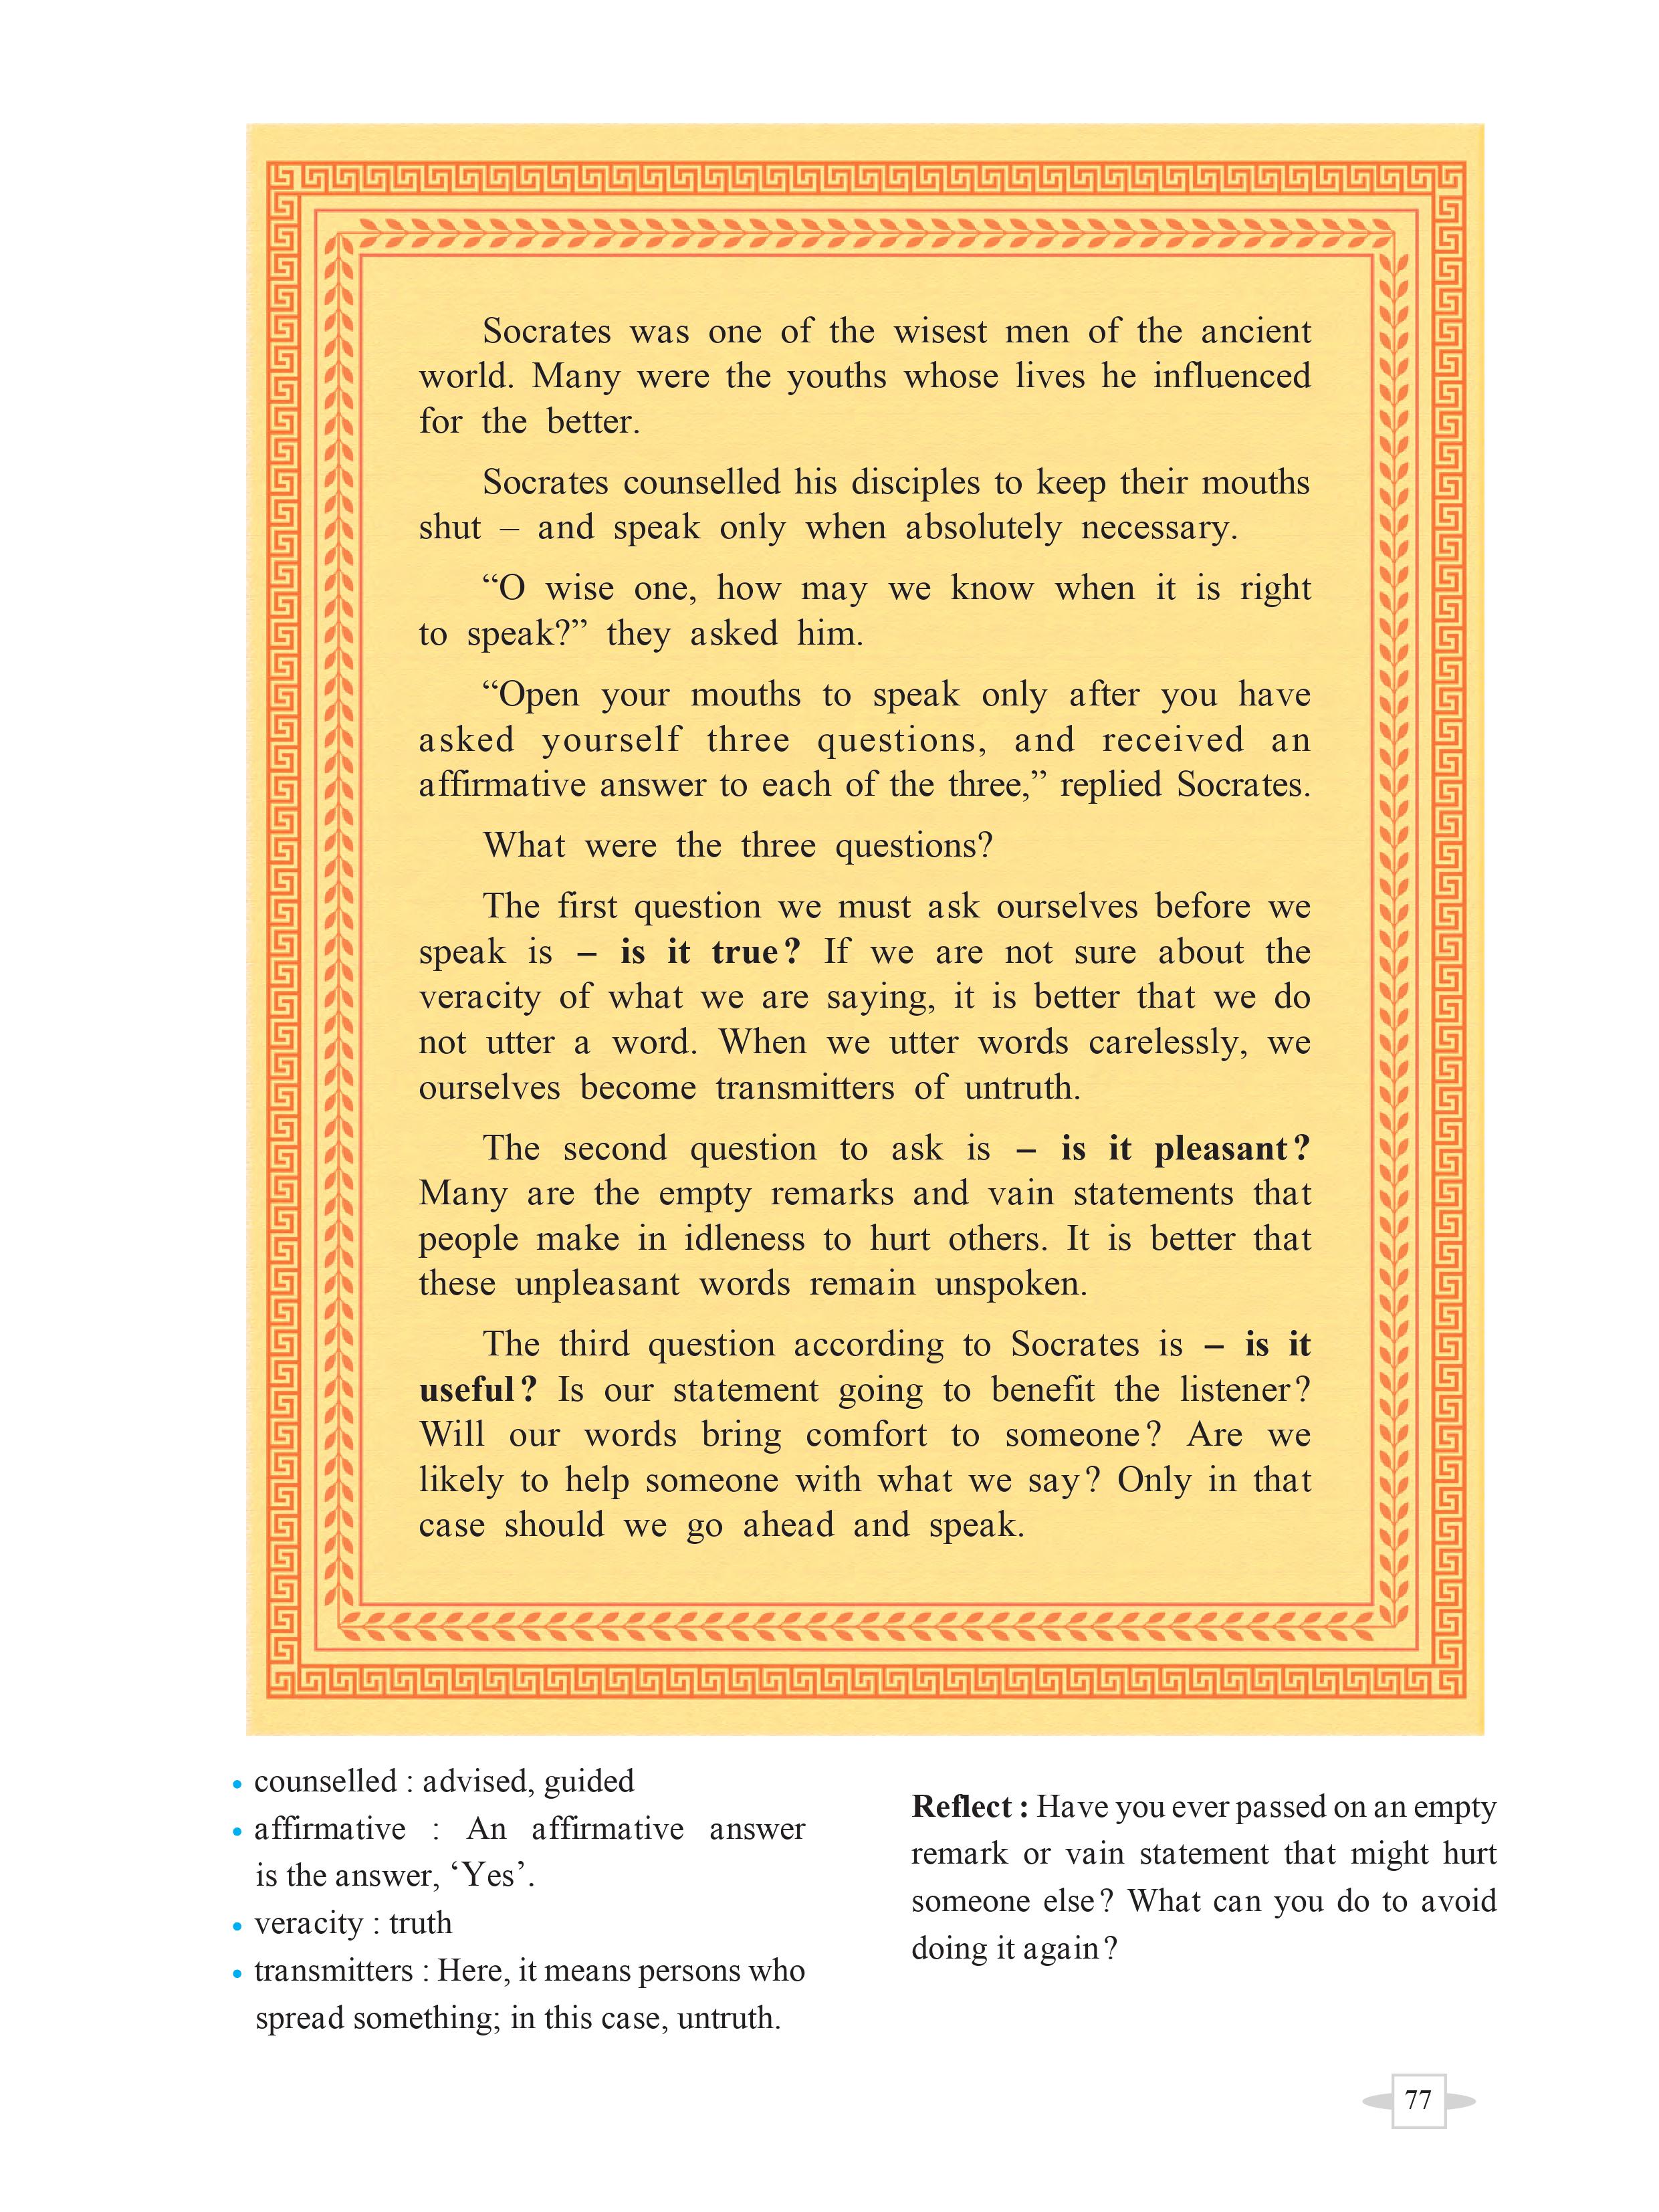 Socrates was one of the wisest men of the ancient
world. Many were the youths whose lives he influenced
for the better.
Socrates counselled his disciples to keep their mouths
shut – and speak only when absolutely necessary.
“O wise one, how may we know when it is right
to speak?” they asked him.
“Open your mouths to speak only after you have
asked yourself three questions, and received an
affirmative answer to each of the three,” replied Socrates.
What were the three questions?
The first question we must ask ourselves before we
speak is – is it true? If we are not sure about the
veracity of what we are saying, it is better that we do
not utter a word. When we utter words carelessly, we
ourselves become transmitters of untruth.
The second question to ask is – is it pleasant?
Many are the empty remarks and vain statements that
people make in idleness to hurt others. It is better that
these unpleasant words remain unspoken.
The third question according to Socrates is – is it
useful? Is our statement going to benefit the listener?
Will our words bring comfort to someone? Are we
likely to help someone with what we say? Only in that
case should we go ahead and speak.
• counselled : advised, guided
• affirmative : An affirmative answer
is the answer, ‘Yes’.
• veracity : truth
• transmitters : Here, it means persons who
spread something; in this case, untruth.
Reflect : Have you ever passed on an empty
remark or vain statement that might hurt
someone else? What can you do to avoid
doing it again?
77